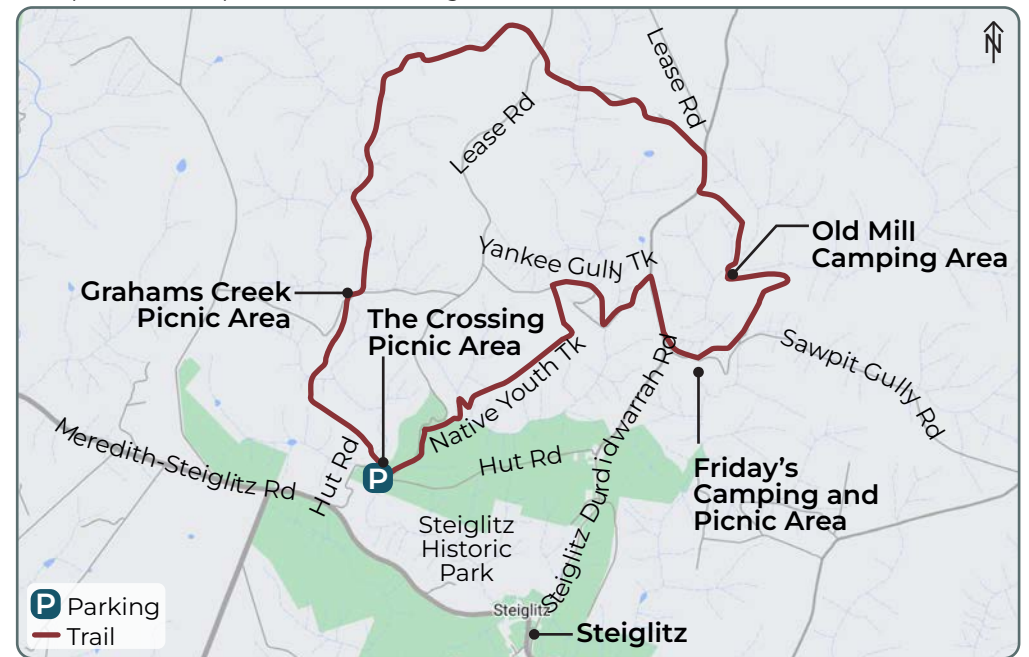 N
Lease Rd
Lease Rd
Old Mill
Camping Area
Yankee Gully Tk
Grahams Creek
Picnic Area
The Crossing
Picnic Area
Sawpit Gully Rd
Native Youth Tk
Meredith-Steiglitz Rd
Hut Rd
Hut Rd
Steiglitz Durdidwarrah Rd
Friday's
Camping and
Picnic Area
P
Steiglitz
Historic
Park
Steiglitz
Steiglitz
P Parking
Trail